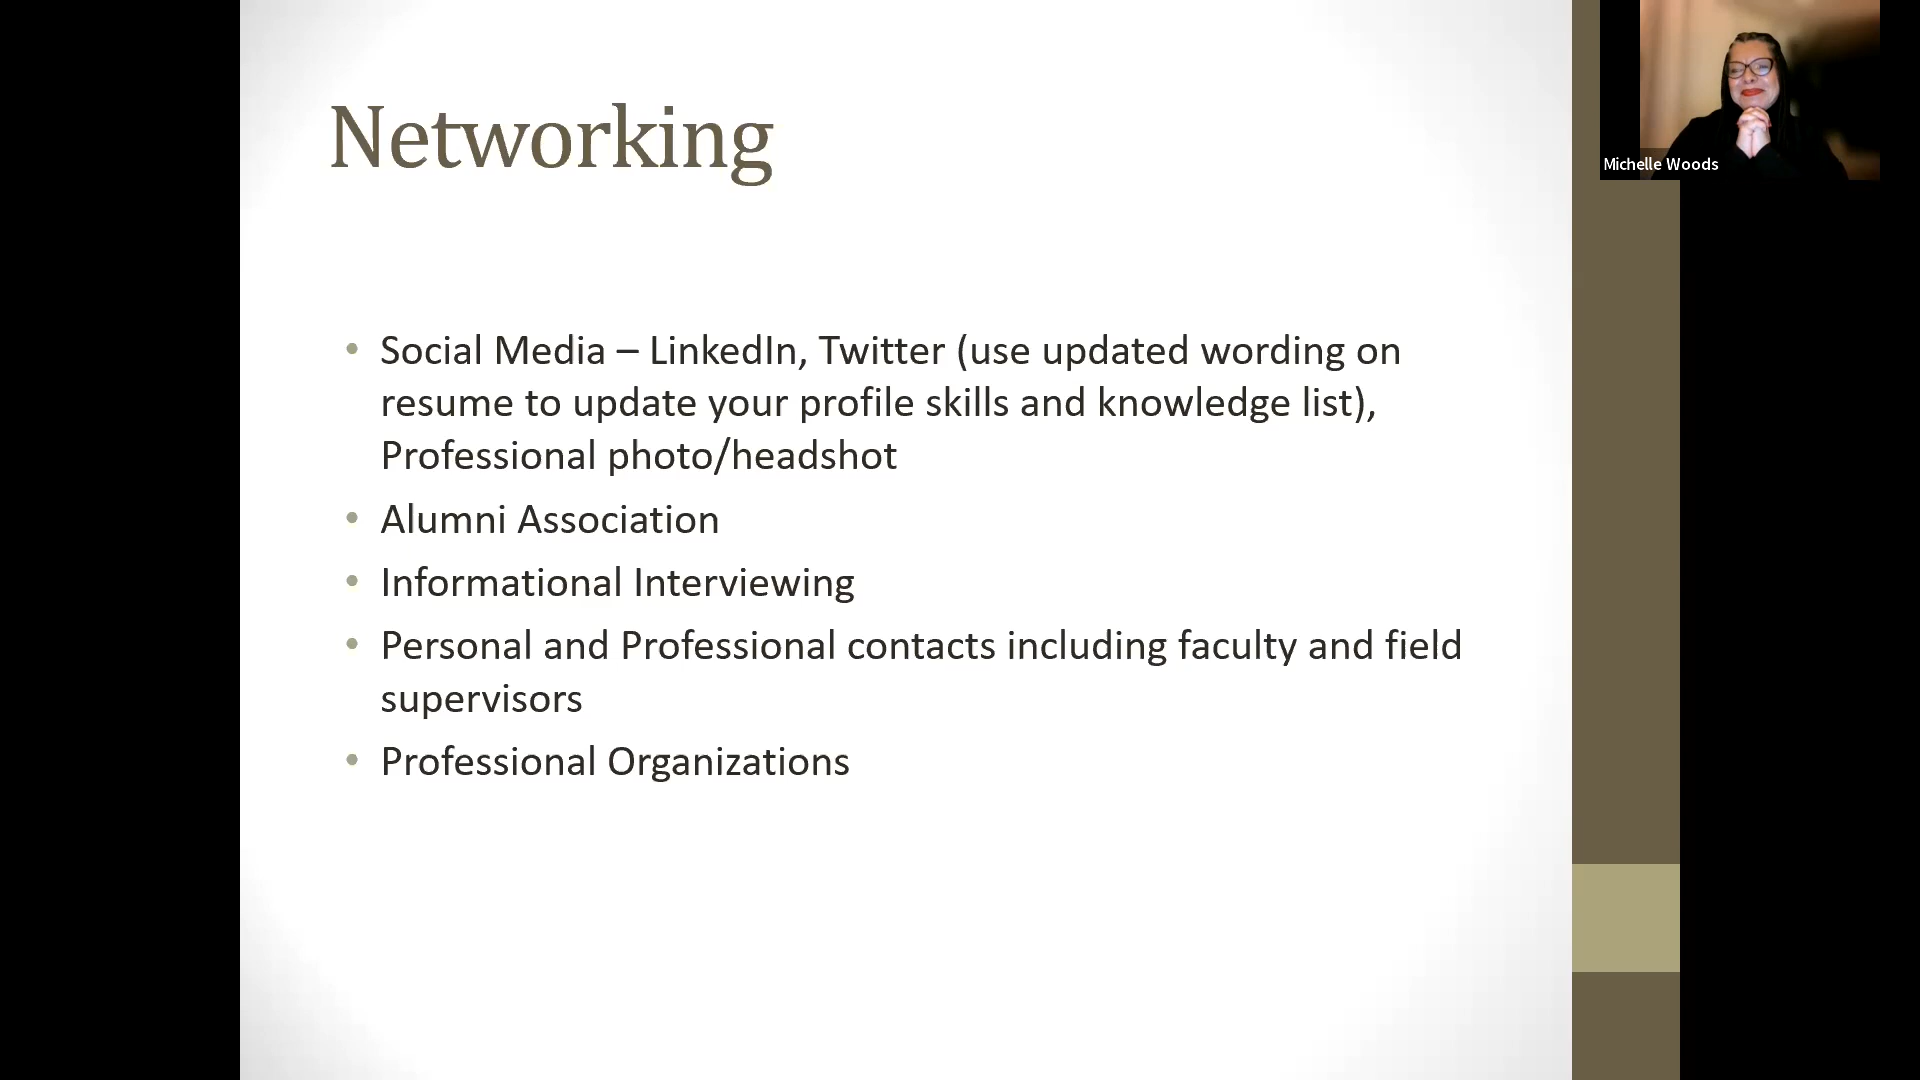 Networking
Michelle Woods
• Social Media – LinkedIn, Twitter (use updated wording on
resume to update your profile skills and knowledge list),
Professional photo/headshot
• Alumni Association
• Informational Interviewing
• Personal and Professional contacts including faculty and field
supervisors
• Professional Organizations